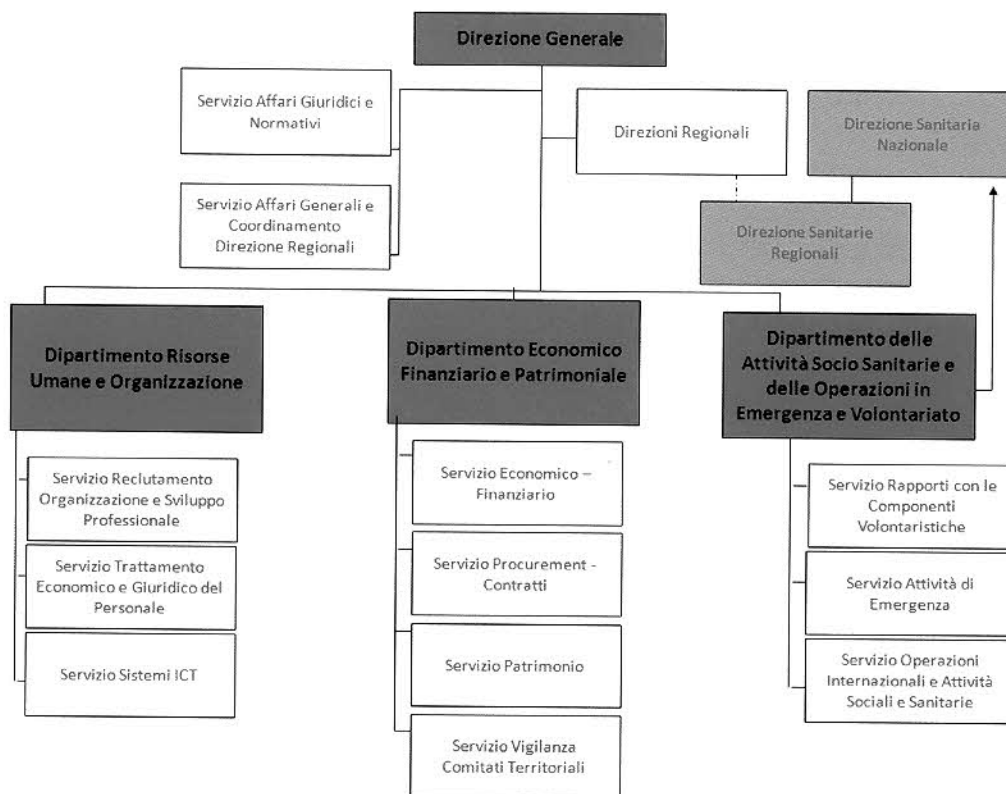 Direzione Generale
Servizio Affari Giuridici e
Normativi
Direzioni Regionali
Direzione Sanitaria
Nazionale
Servizio Affari Generali e
Coordinamento
Direzione Regionali
Direzione Sanitarie
Regionali
Dipartimento Risorse
Umane e Organizzazione
Dipartimento Economico
Finanziario e Patrimoniale
Dipartimento delle
Attività Socio Sanitarie e
delle Operazioni in
Emergenza e Volontariato
Servizio Reclutamento
Organizzazione e Sviluppo
Professionale
Servizio Trattamento
Economico e Giuridico del
Personale
Servizio Sistemi ICT
Servizio Economico –
Finanziario
Servizio Procurement -
Contratti
Servizio Patrimonio
Servizio Vigilanza
Comitati Territoriali
Servizio Rapporti con le
Componenti
Volontaristiche
Servizio Attività di
Emergenza
Servizio Operazioni
Internazionali e Attività
Sociali e Sanitarie